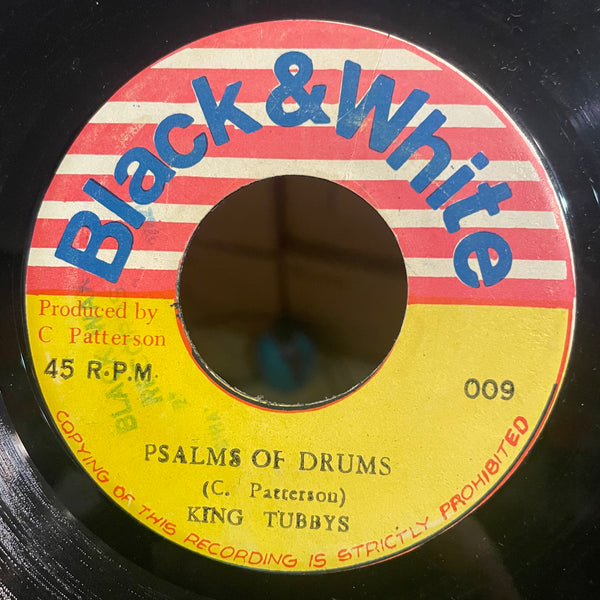 Black & White
Produced by
C Patterson
45 R.P.M.
009
PSALMS OF DRUMS
(C. Patterson)
KING TUBBYS
COPYING OF THIS RECORDING IS STRICTLY PROHIBITED